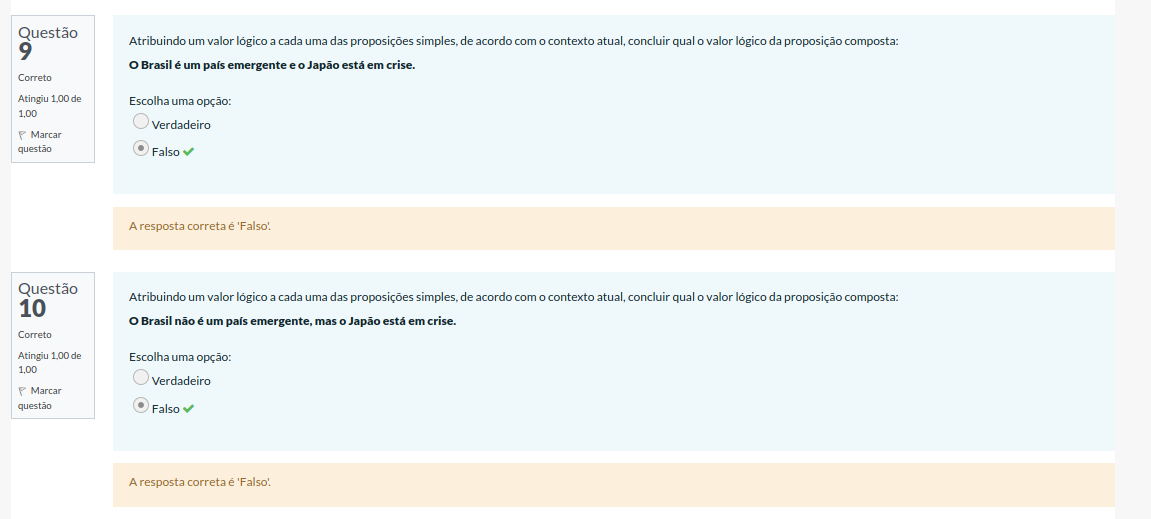 Questão
9
Correto
Atingiu 1,00 de
1,00
Marcar
questão
Atribuindo um valor lógico a cada uma das proposições simples, de acordo com o contexto atual, concluir qual o valor lógico da proposição composta:
O Brasil é um país emergente e o Japão está em crise.
Escolha uma opção:
Verdadeiro
Falso
A resposta correta é 'Falso'.
Questão
10
Correto
Atingiu 1,00 de
1,00
Marcar
questão
Atribuindo um valor lógico a cada uma das proposições simples, de acordo com o contexto atual, concluir qual o valor lógico da proposição composta:
O Brasil não é um país emergente, mas o Japão está em crise.
Escolha uma opção:
Verdadeiro
Falso
A resposta correta é 'Falso'.